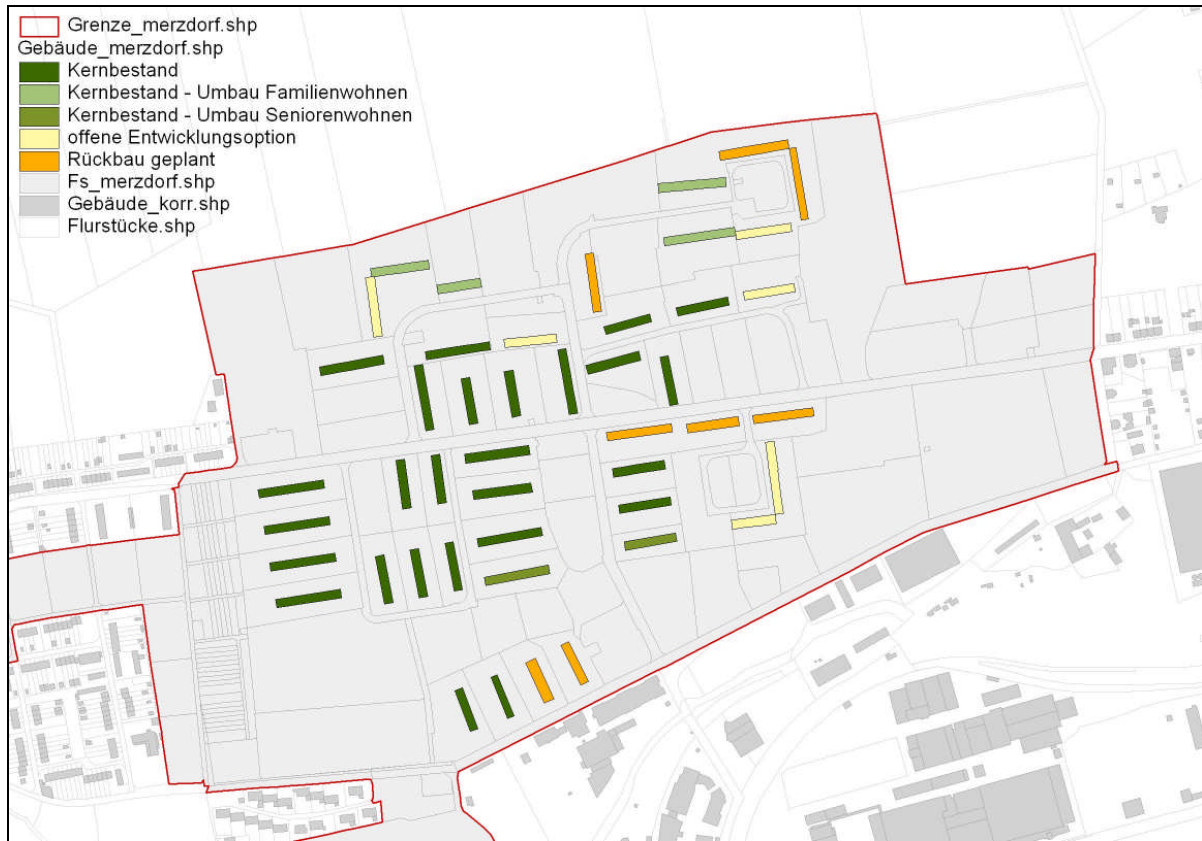 Grenze_merzdorf.shp
Gebäude_merzdorf.shp
Kernbestand
Kernbestand - Umbau Familienwohnen
Kernbestand - Umbau Seniorenwohnen
offene Entwicklungsoption
Rückbau geplant
Fs_merzdorf.shp
Gebäude_korr.shp
Flurstücke.shp